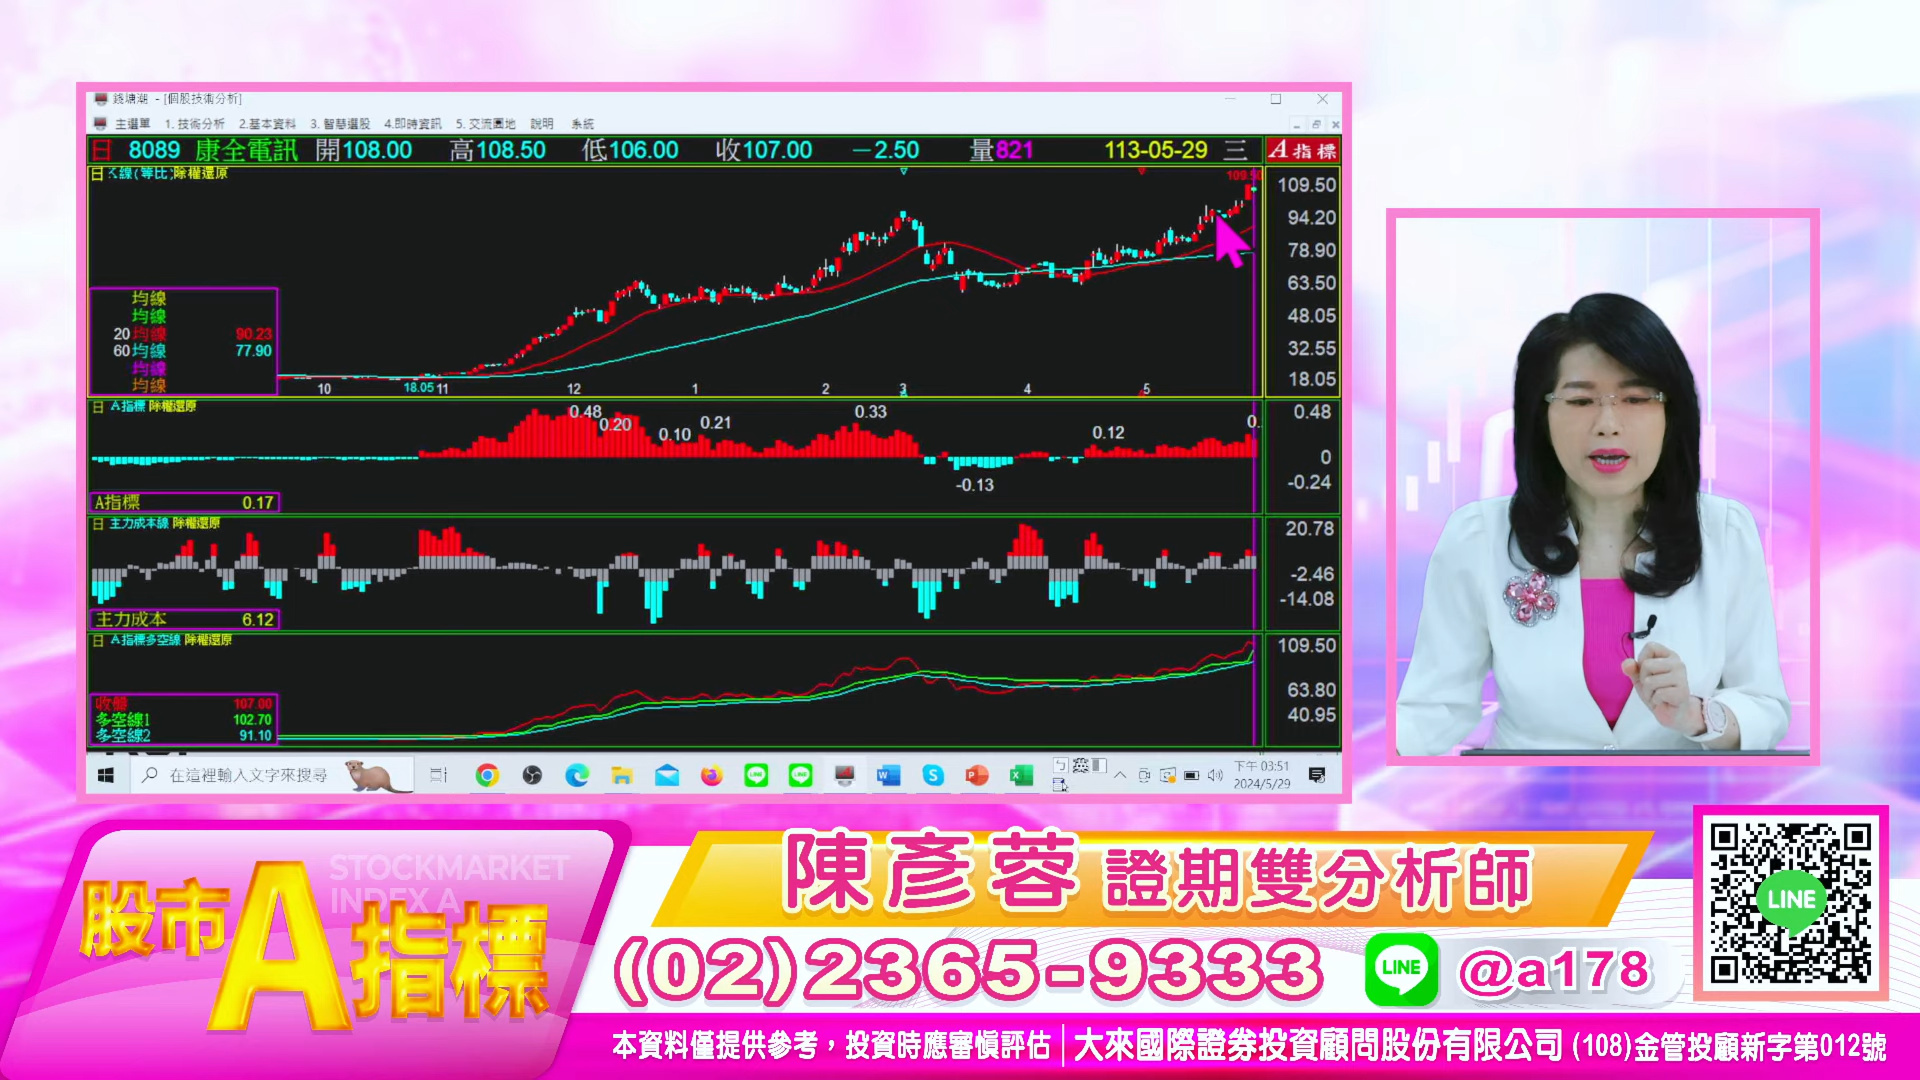 錢塘潮 - [個股技術分析]
主選單 1. 技術分析 2.基本資料 3. 智慧選股 4.即時資訊 5. 交流園地 說明 系統
日 8089 康全電訊 開108.00 高108.50 低106.00 收107.00 －2.50 量821 113-05-29 三 A指標
日 K線(等比)除權還原
109.50
109.50
94.20
78.90
63.50
48.05
32.55
18.05
均線
均線
20均線 90.23
60均線 77.90
均線
均線
10 18.05 11 12 1 2 3 4 5
日 A指標 除權還原
0.48 0.20 0.10 0.21 0.33 -0.13 0.12 0.
0.48
0
-0.24
A指標 0.17
日 主力成本線 除權還原
20.78
-2.46
-14.08
主力成本 6.12
日 A指標多空線 除權還原
109.50
63.80
40.95
收盤 107.00
多空線1 102.70
多空線2 91.10
在這裡輸入文字來搜尋
下午 03:51
2024/5/29
STOCKMARKET
INDEX A
股市A指標
陳彥蓉 證期雙分析師
(02)2365-9333 LINE @a178
LINE
本資料僅提供參考，投資時應審慎評估 | 大來國際證券投資顧問股份有限公司 (108)金管投顧新字第012號